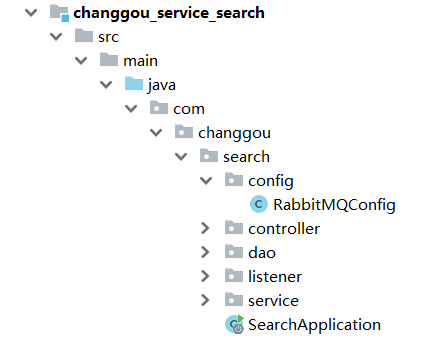 changgou_service_search
src
main
java
com
changgou
search
config
RabbitMQConfig
controller
dao
listener
service
SearchApplication